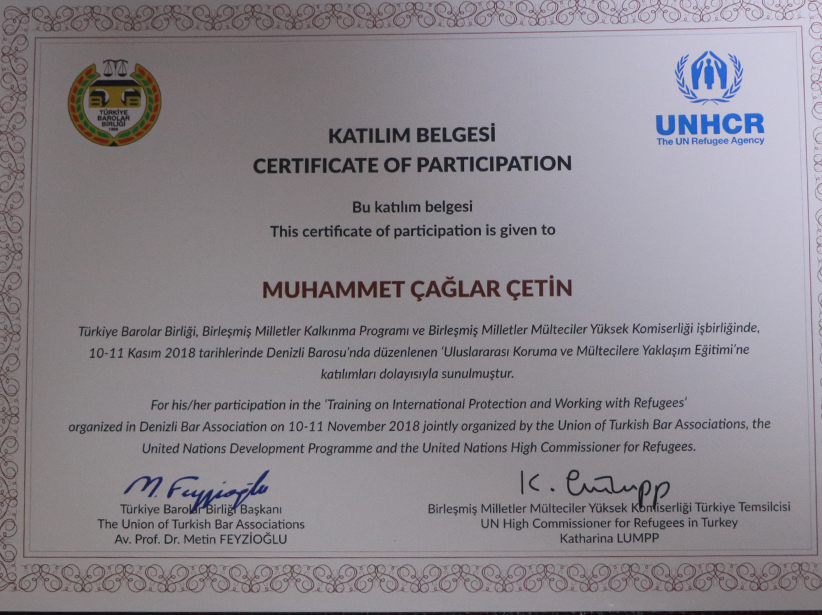 TÜRKİYE
BAROLAR
BİRLİĞİ
1969
UNHCR
The UN Refugee Agency
KATILIM BELGESİ
CERTIFICATE OF PARTICIPATION
Bu katılım belgesi
This certificate of participation is given to
MUHAMMET ÇAĞLAR ÇETİN
Türkiye Barolar Birliği, Birleşmiş Milletler Kalkınma Programı ve Birleşmiş Milletler Mülteciler Yüksek Komiserliği işbirliğinde,
10-11 Kasım 2018 tarihlerinde Denizli Barosu'nda düzenlenen 'Uluslararası Koruma ve Mültecilere Yaklaşım Eğitimi'ne
katılımları dolayısıyla sunulmuştur.
For his/her participation in the 'Training on International Protection and Working with Refugees'
organized in Denizli Bar Association on 10-11 November 2018 jointly organized by the Union of Turkish Bar Associations, the
United Nations Development Programme and the United Nations High Commissioner for Refugees.
M. Feyzioğlu
Türkiye Barolar Birliği Başkanı
The Union of Turkish Bar Associations
Av. Prof. Dr. Metin FEYZİOĞLU
K. Lumpp
Birleşmiş Milletler Mülteciler Yüksek Komiserliği Türkiye Temsilcisi
UN High Commissioner for Refugees in Turkey
Katharina LUMPP